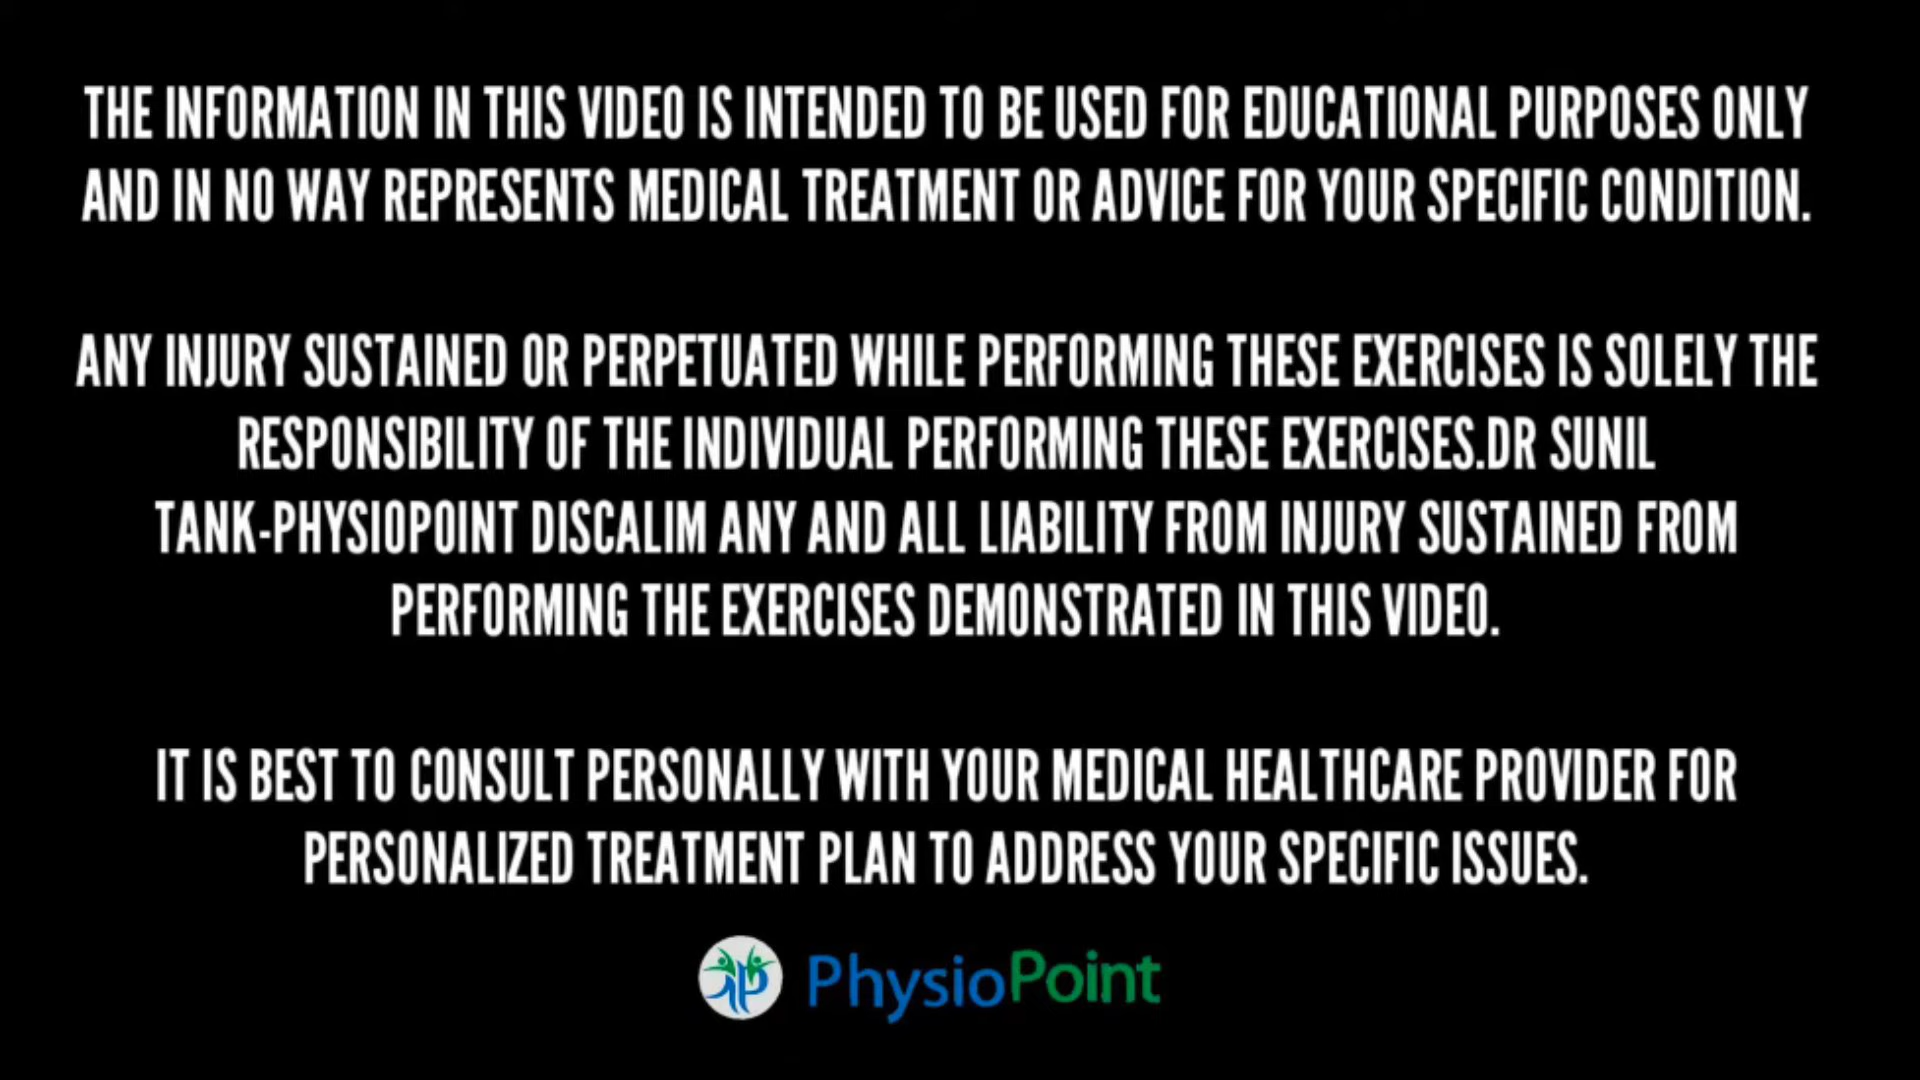 THE INFORMATION IN THIS VIDEO IS INTENDED TO BE USED FOR EDUCATIONAL PURPOSES ONLY
AND IN NO WAY REPRESENTS MEDICAL TREATMENT OR ADVICE FOR YOUR SPECIFIC CONDITION.
ANY INJURY SUSTAINED OR PERPETUATED WHILE PERFORMING THESE EXERCISES IS SOLELY THE
RESPONSIBILITY OF THE INDIVIDUAL PERFORMING THESE EXERCISES.DR SUNIL
TANK-PHYSIOPOINT DISCALIM ANY AND ALL LIABILITY FROM INJURY SUSTAINED FROM
PERFORMING THE EXERCISES DEMONSTRATED IN THIS VIDEO.
IT IS BEST TO CONSULT PERSONALLY WITH YOUR MEDICAL HEALTHCARE PROVIDER FOR
PERSONALIZED TREATMENT PLAN TO ADDRESS YOUR SPECIFIC ISSUES.
PhysioPoint